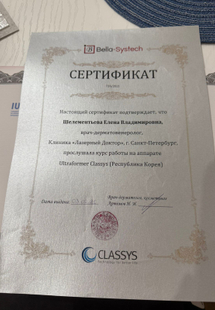 Bella-Systech
СЕРТИФИКАТ
Настоящий сертификат подтверждает, что
Шелементьева Елена Владимировна,
врач-дерматовенеролог,
Клиника «Лазерный Доктор», г. Санкт-Петербург,
прослушала курс работы на аппарате
Ultraformer Classys (Республика Корея)
Дата выдачи
CLASSYS